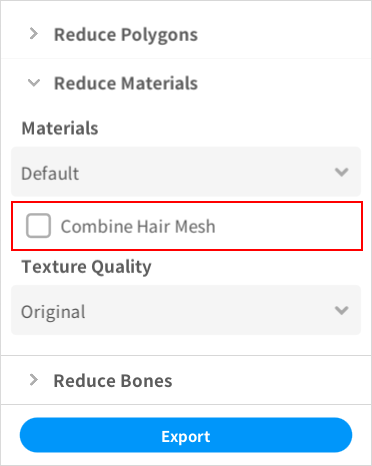 Reduce Polygons
Reduce Materials
Materials
Default
Combine Hair Mesh
Texture Quality
Original
Reduce Bones
Export